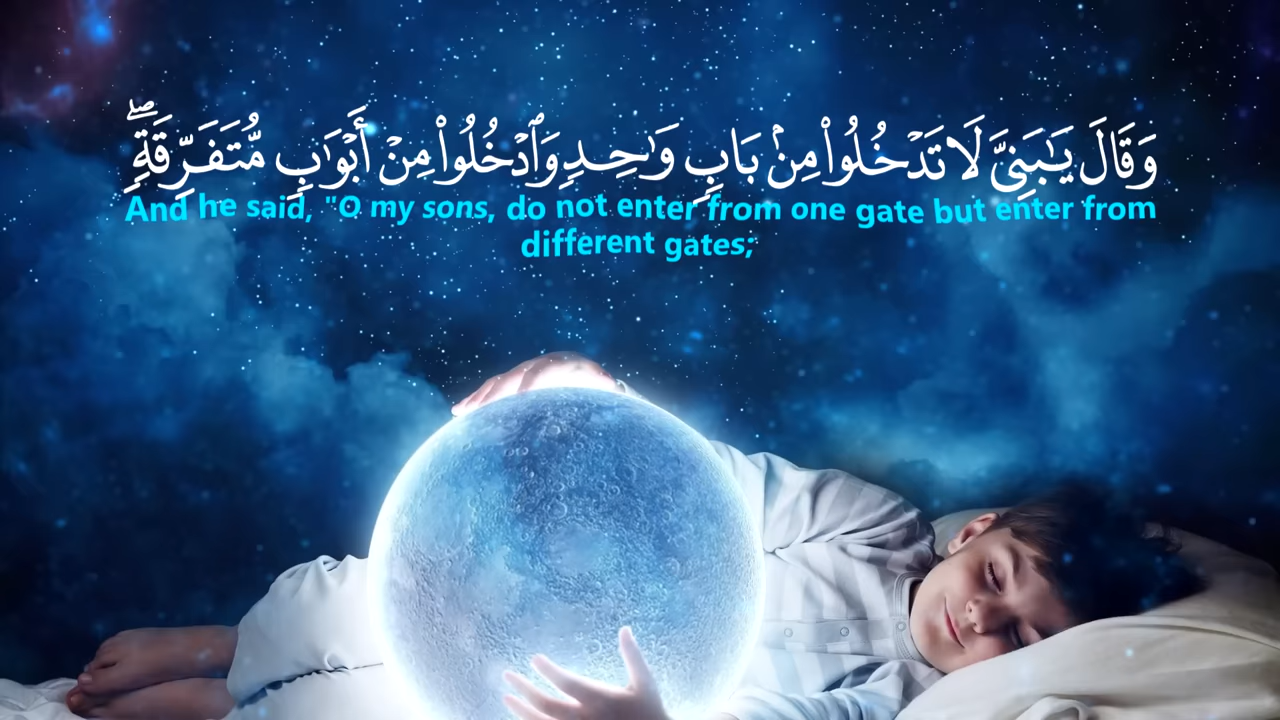 وَقَالَ يَـٰبَنِىَّ لَا تَدْخُلُوا۟ مِنۢ بَابٍ وَٰحِدٍ وَٱدْخُلُوا۟ مِنْ أَبْوَٰبٍ مُّتَفَرِّقَةٍ ۖ
And he said, "O my sons, do not enter from one gate but enter from
different gates;